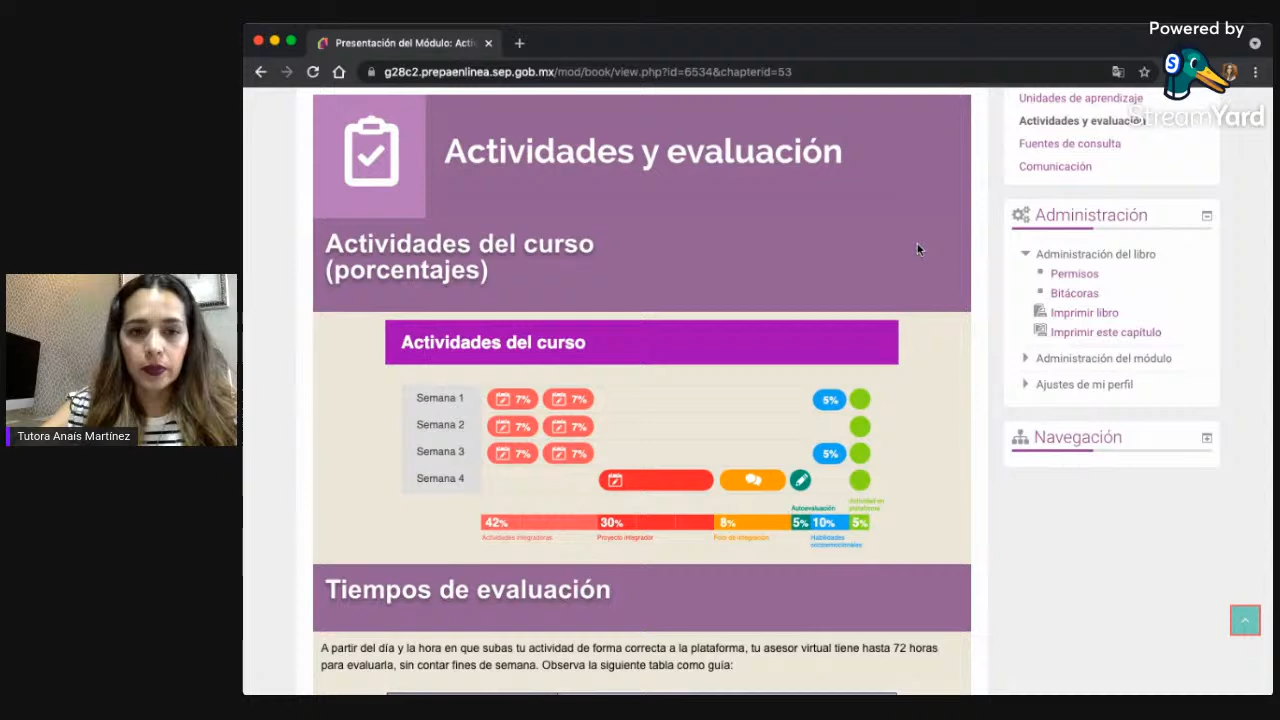 Powered by
StreamYard
Presentación del Módulo: Acti
g28c2.prepaenlinea.sep.gob.mx/mod/book/view.php?id=6534&chapterid=53
Actividades y evaluación
Actividades del curso
(porcentajes)
Actividades del curso
Semana 1 7% 7% 5%
Semana 2 7% 7%
Semana 3 7% 7% 5%
Semana 4
Actividad en
plataforma
Autoevaluación
42% 30% 8% 5% 10% 5%
Actividades integradoras Proyecto integrador Foro de integración Habilidades
socioemocionales
Tiempos de evaluación
A partir del día y la hora en que subas tu actividad de forma correcta a la plataforma, tu asesor virtual tiene hasta 72 horas
para evaluarla, sin contar fines de semana. Observa la siguiente tabla como guía:
Unidades de aprendizaje
Actividades y evaluación
Fuentes de consulta
Comunicación
Administración
Administración del libro
Permisos
Bitácoras
Imprimir libro
Imprimir este capítulo
Administración del módulo
Ajustes de mi perfil
Navegación
Tutora Anaís Martínez